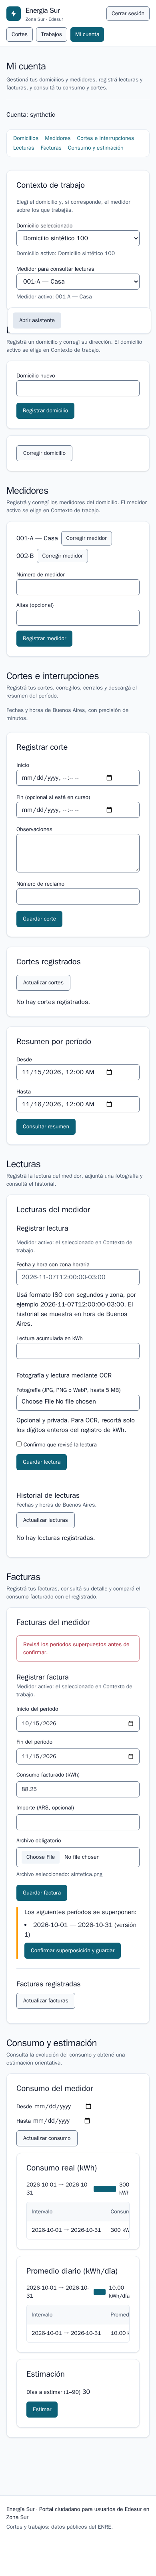 Energía Sur
Zona Sur · Edesur
Cerrar sesión
Cortes
Trabajos
Mi cuenta
Mi cuenta
Gestioná tus domicilios y medidores, registrá lecturas y
facturas, y consultá tu consumo y cortes.
Cuenta: synthetic
Domicilios
Medidores
Cortes e interrupciones
Lecturas
Facturas
Consumo y estimación
Contexto de trabajo
Elegí el domicilio y, si corresponde, el medidor
sobre los que trabajás.
Domicilio seleccionado
Domicilio sintético 100
Domicilio activo: Domicilio sintético 100
Medidor para consultar lecturas
001-A — Casa
Medidor activo: 001-A — Casa
Abrir asistente
Registrá un domicilio y corregí su dirección. El domicilio
activo se elige en Contexto de trabajo.
Domicilio nuevo
Registrar domicilio
Corregir domicilio
Medidores
Registrá y corregí los medidores del domicilio. El medidor
activo se elige en Contexto de trabajo.
001-A — Casa
Corregir medidor
002-B
Corregir medidor
Número de medidor
Alias (opcional)
Registrar medidor
Cortes e interrupciones
Registrá tus cortes, corregilos, cerralos y descargá el
resumen del período.
Fechas y horas de Buenos Aires, con precisión de
minutos.
Registrar corte
Inicio
mm/dd/yyyy, --:-- --
Fin (opcional si está en curso)
mm/dd/yyyy, --:-- --
Observaciones
Número de reclamo
Guardar corte
Cortes registrados
Actualizar cortes
No hay cortes registrados.
Resumen por período
Desde
11/15/2026, 12:00 AM
Hasta
11/16/2026, 12:00 AM
Consultar resumen
Lecturas
Registrá la lectura del medidor, adjuntá una fotografía y
consultá el historial.
Lecturas del medidor
Registrar lectura
Medidor activo: el seleccionado en Contexto de
trabajo.
Fecha y hora con zona horaria
2026-11-07T12:00:00-03:00
Usá formato ISO con segundos y zona, por
ejemplo 2026-11-07T12:00:00-03:00. El
historial se muestra en hora de Buenos
Aires.
Lectura acumulada en kWh
Fotografía y lectura mediante OCR
Fotografía (JPG, PNG o WebP, hasta 5 MB)
Choose File No file chosen
Opcional y privada. Para OCR, recortá solo
los dígitos enteros del registro de kWh.
Confirmo que revisé la lectura
Guardar lectura
Historial de lecturas
Fechas y horas de Buenos Aires.
Actualizar lecturas
No hay lecturas registradas.
Facturas
Registrá tus facturas, consultá su detalle y compará el
consumo facturado con el registrado.
Facturas del medidor
Revisá los períodos superpuestos antes de
confirmar.
Registrar factura
Medidor activo: el seleccionado en Contexto de
trabajo.
Inicio del período
10/15/2026
Fin del período
11/15/2026
Consumo facturado (kWh)
88.25
Importe (ARS, opcional)
Archivo obligatorio
Choose File No file chosen
Archivo seleccionado: sintetica.png
Guardar factura
Los siguientes períodos se superponen:
• 2026-10-01 — 2026-10-31 (versión
1)
Confirmar superposición y guardar
Facturas registradas
Actualizar facturas
Consumo y estimación
Consultá la evolución del consumo y obtené una
estimación orientativa.
Consumo del medidor
Desde mm/dd/yyyy
Hasta mm/dd/yyyy
Actualizar consumo
Consumo real (kWh)
2026-10-01 → 2026-10-
31
300
kWh
Intervalo
Consun
2026-10-01 → 2026-10-31
300 kW
Promedio diario (kWh/día)
2026-10-01 → 2026-10-
31
10.00
kWh/día
Intervalo
Promed
2026-10-01 → 2026-10-31
10.00 k
Estimación
Días a estimar (1–90) 30
Estimar
Energía Sur · Portal ciudadano para usuarios de Edesur en
Zona Sur
Cortes y trabajos: datos públicos del ENRE.